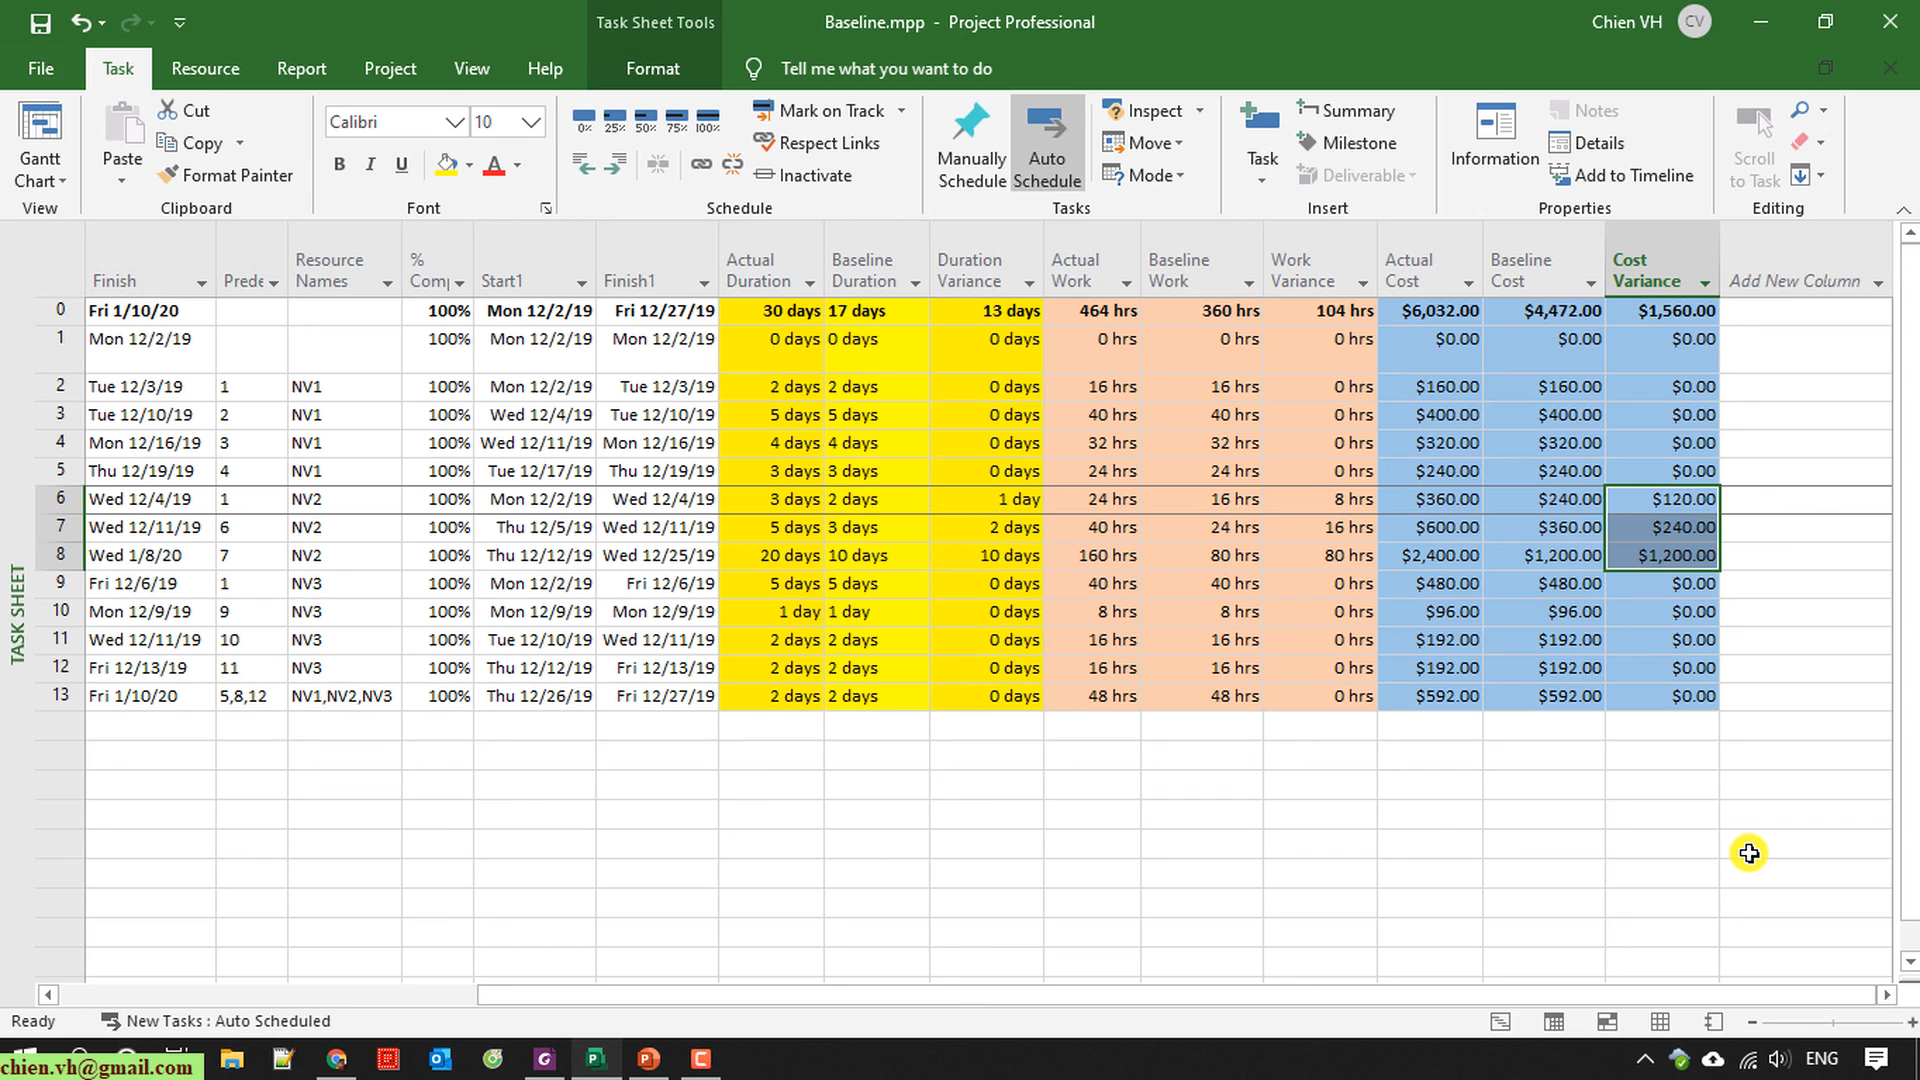 Task Sheet Tools
Baseline.mpp - Project Professional
Chien VH
CV
File
Task
Resource
Report
Project
View
Help
Format
Tell me what you want to do
Gantt Chart
View
Paste
Cut
Copy
Format Painter
Clipboard
Calibri
10
B I U
A
Font
0% 25% 50% 75% 100%
Mark on Track
Respect Links
Inactivate
Schedule
Manually Schedule
Auto Schedule
Inspect
Move
Mode
Tasks
Task
Summary
Milestone
Deliverable
Insert
Information
Notes
Details
Add to Timeline
Properties
Scroll to Task
Editing
Finish Prede Resource Names % Comp Start1 Finish1 Actual Duration Baseline Duration Duration Variance Actual Work Baseline Work Work Variance Actual Cost Baseline Cost Cost Variance Add New Column
0 Fri 1/10/20 100% Mon 12/2/19 Fri 12/27/19 30 days 17 days 13 days 464 hrs 360 hrs 104 hrs $6,032.00 $4,472.00 $1,560.00
1 Mon 12/2/19 100% Mon 12/2/19 Mon 12/2/19 0 days 0 days 0 days 0 hrs 0 hrs 0 hrs $0.00 $0.00 $0.00
2 Tue 12/3/19 1 NV1 100% Mon 12/2/19 Tue 12/3/19 2 days 2 days 0 days 16 hrs 16 hrs 0 hrs $160.00 $160.00 $0.00
3 Tue 12/10/19 2 NV1 100% Wed 12/4/19 Tue 12/10/19 5 days 5 days 0 days 40 hrs 40 hrs 0 hrs $400.00 $400.00 $0.00
4 Mon 12/16/19 3 NV1 100% Wed 12/11/19 Mon 12/16/19 4 days 4 days 0 days 32 hrs 32 hrs 0 hrs $320.00 $320.00 $0.00
5 Thu 12/19/19 4 NV1 100% Tue 12/17/19 Thu 12/19/19 3 days 3 days 0 days 24 hrs 24 hrs 0 hrs $240.00 $240.00 $0.00
6 Wed 12/4/19 1 NV2 100% Mon 12/2/19 Wed 12/4/19 3 days 2 days 1 day 24 hrs 16 hrs 8 hrs $360.00 $240.00 $120.00
7 Wed 12/11/19 6 NV2 100% Thu 12/5/19 Wed 12/11/19 5 days 3 days 2 days 40 hrs 24 hrs 16 hrs $600.00 $360.00 $240.00
8 Wed 1/8/20 7 NV2 100% Thu 12/12/19 Wed 12/25/19 20 days 10 days 10 days 160 hrs 80 hrs 80 hrs $2,400.00 $1,200.00 $1,200.00
9 Fri 12/6/19 1 NV3 100% Mon 12/2/19 Fri 12/6/19 5 days 5 days 0 days 40 hrs 40 hrs 0 hrs $480.00 $480.00 $0.00
10 Mon 12/9/19 9 NV3 100% Mon 12/9/19 Mon 12/9/19 1 day 1 day 0 days 8 hrs 8 hrs 0 hrs $96.00 $96.00 $0.00
11 Wed 12/11/19 10 NV3 100% Tue 12/10/19 Wed 12/11/19 2 days 2 days 0 days 16 hrs 16 hrs 0 hrs $192.00 $192.00 $0.00
12 Fri 12/13/19 11 NV3 100% Thu 12/12/19 Fri 12/13/19 2 days 2 days 0 days 16 hrs 16 hrs 0 hrs $192.00 $192.00 $0.00
13 Fri 1/10/20 5,8,12 NV1,NV2,NV3 100% Thu 12/26/19 Fri 12/27/19 2 days 2 days 0 days 48 hrs 48 hrs 0 hrs $592.00 $592.00 $0.00
TASK SHEET
Ready
New Tasks : Auto Scheduled
chien.vh@gmail.com
ENG